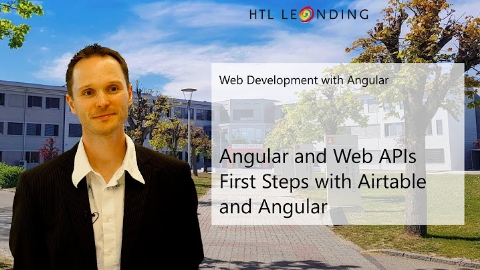 HTL LEONDING
Web Development with Angular
Angular and Web APIs
First Steps with Airtable
and Angular